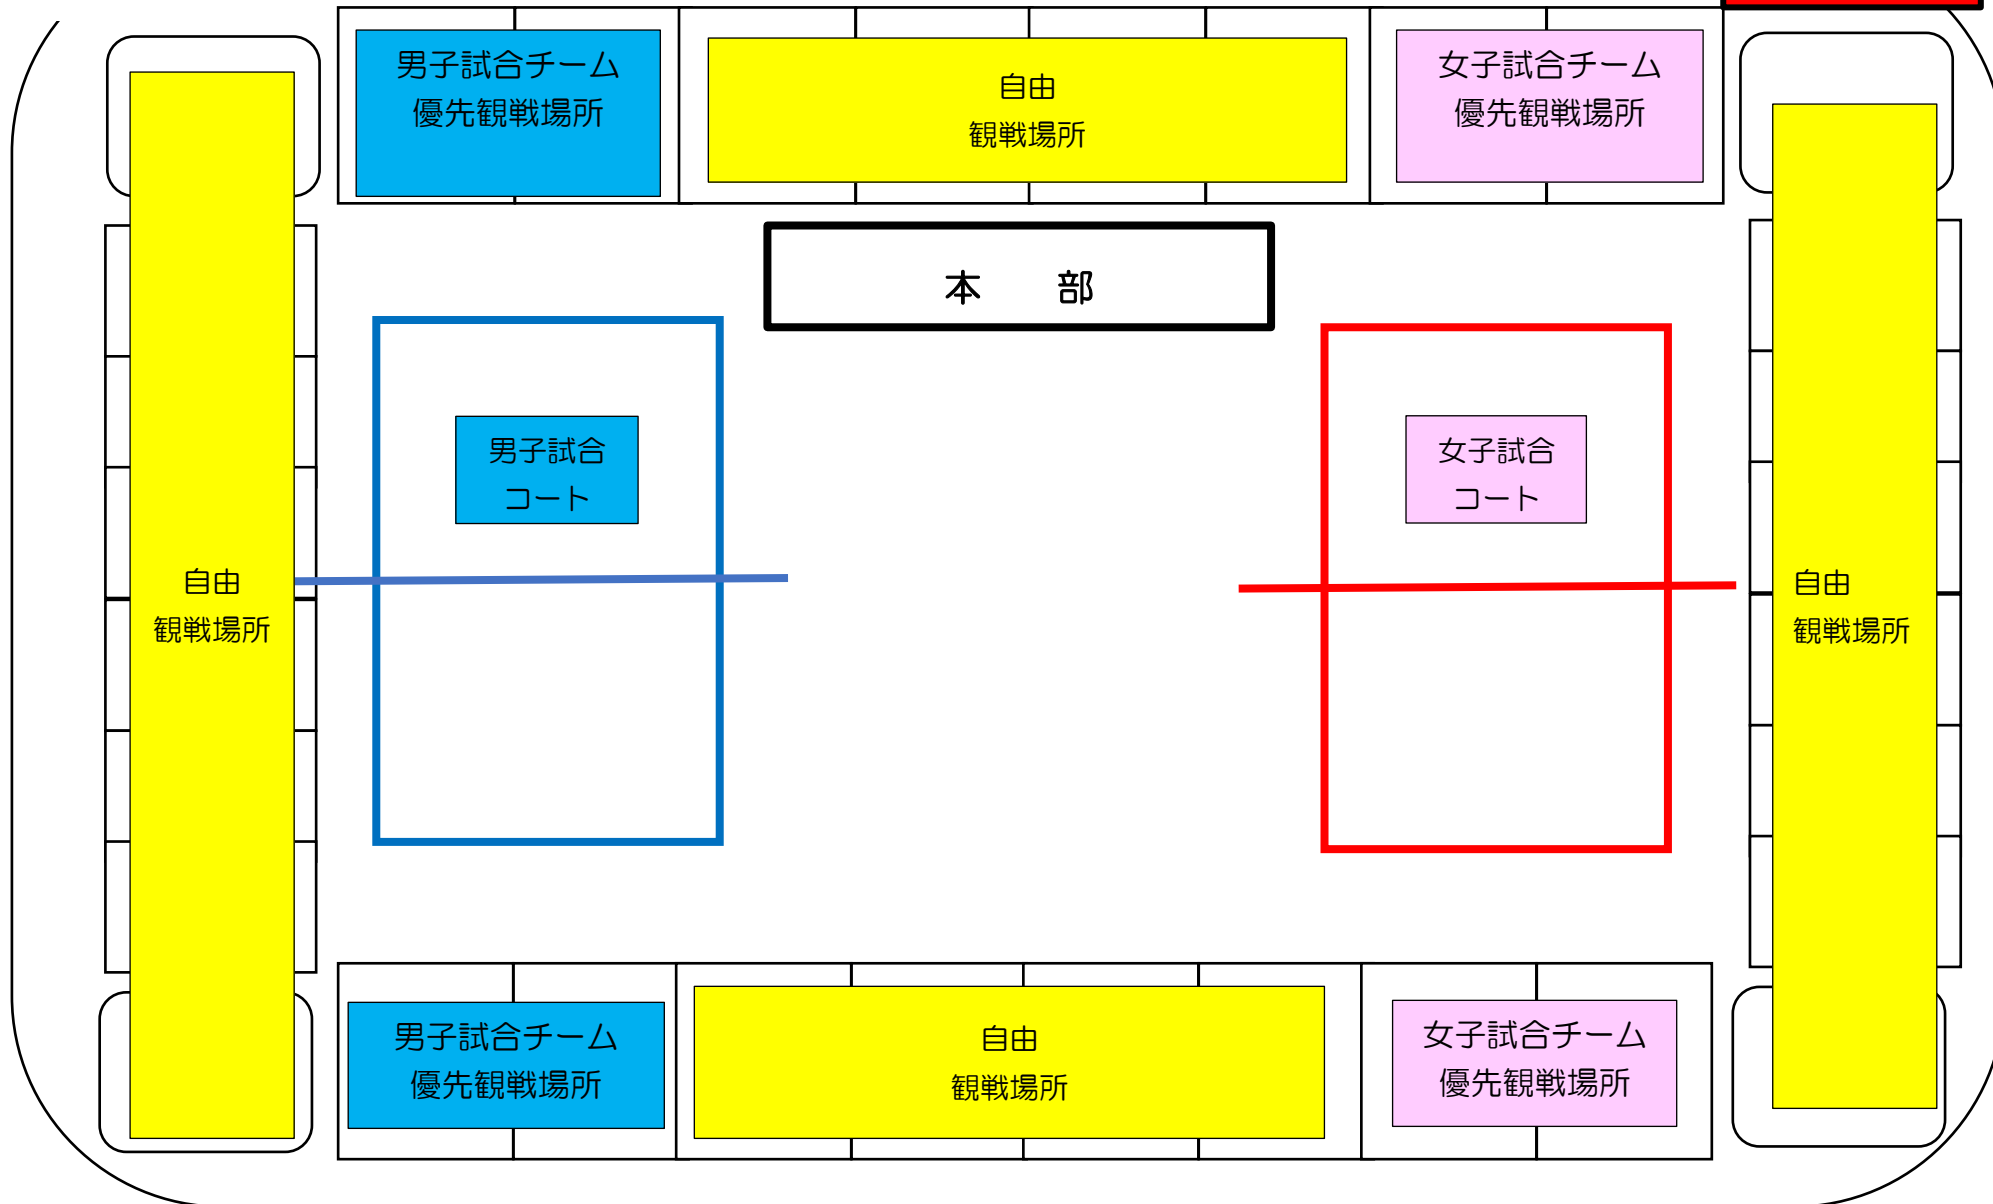 男子試合チーム
優先観戦場所
自由
観戦場所
女子試合チーム
優先観戦場所
本　部
男子試合
コート
女子試合
コート
自由
観戦場所
自由
観戦場所
男子試合チーム
優先観戦場所
自由
観戦場所
女子試合チーム
優先観戦場所